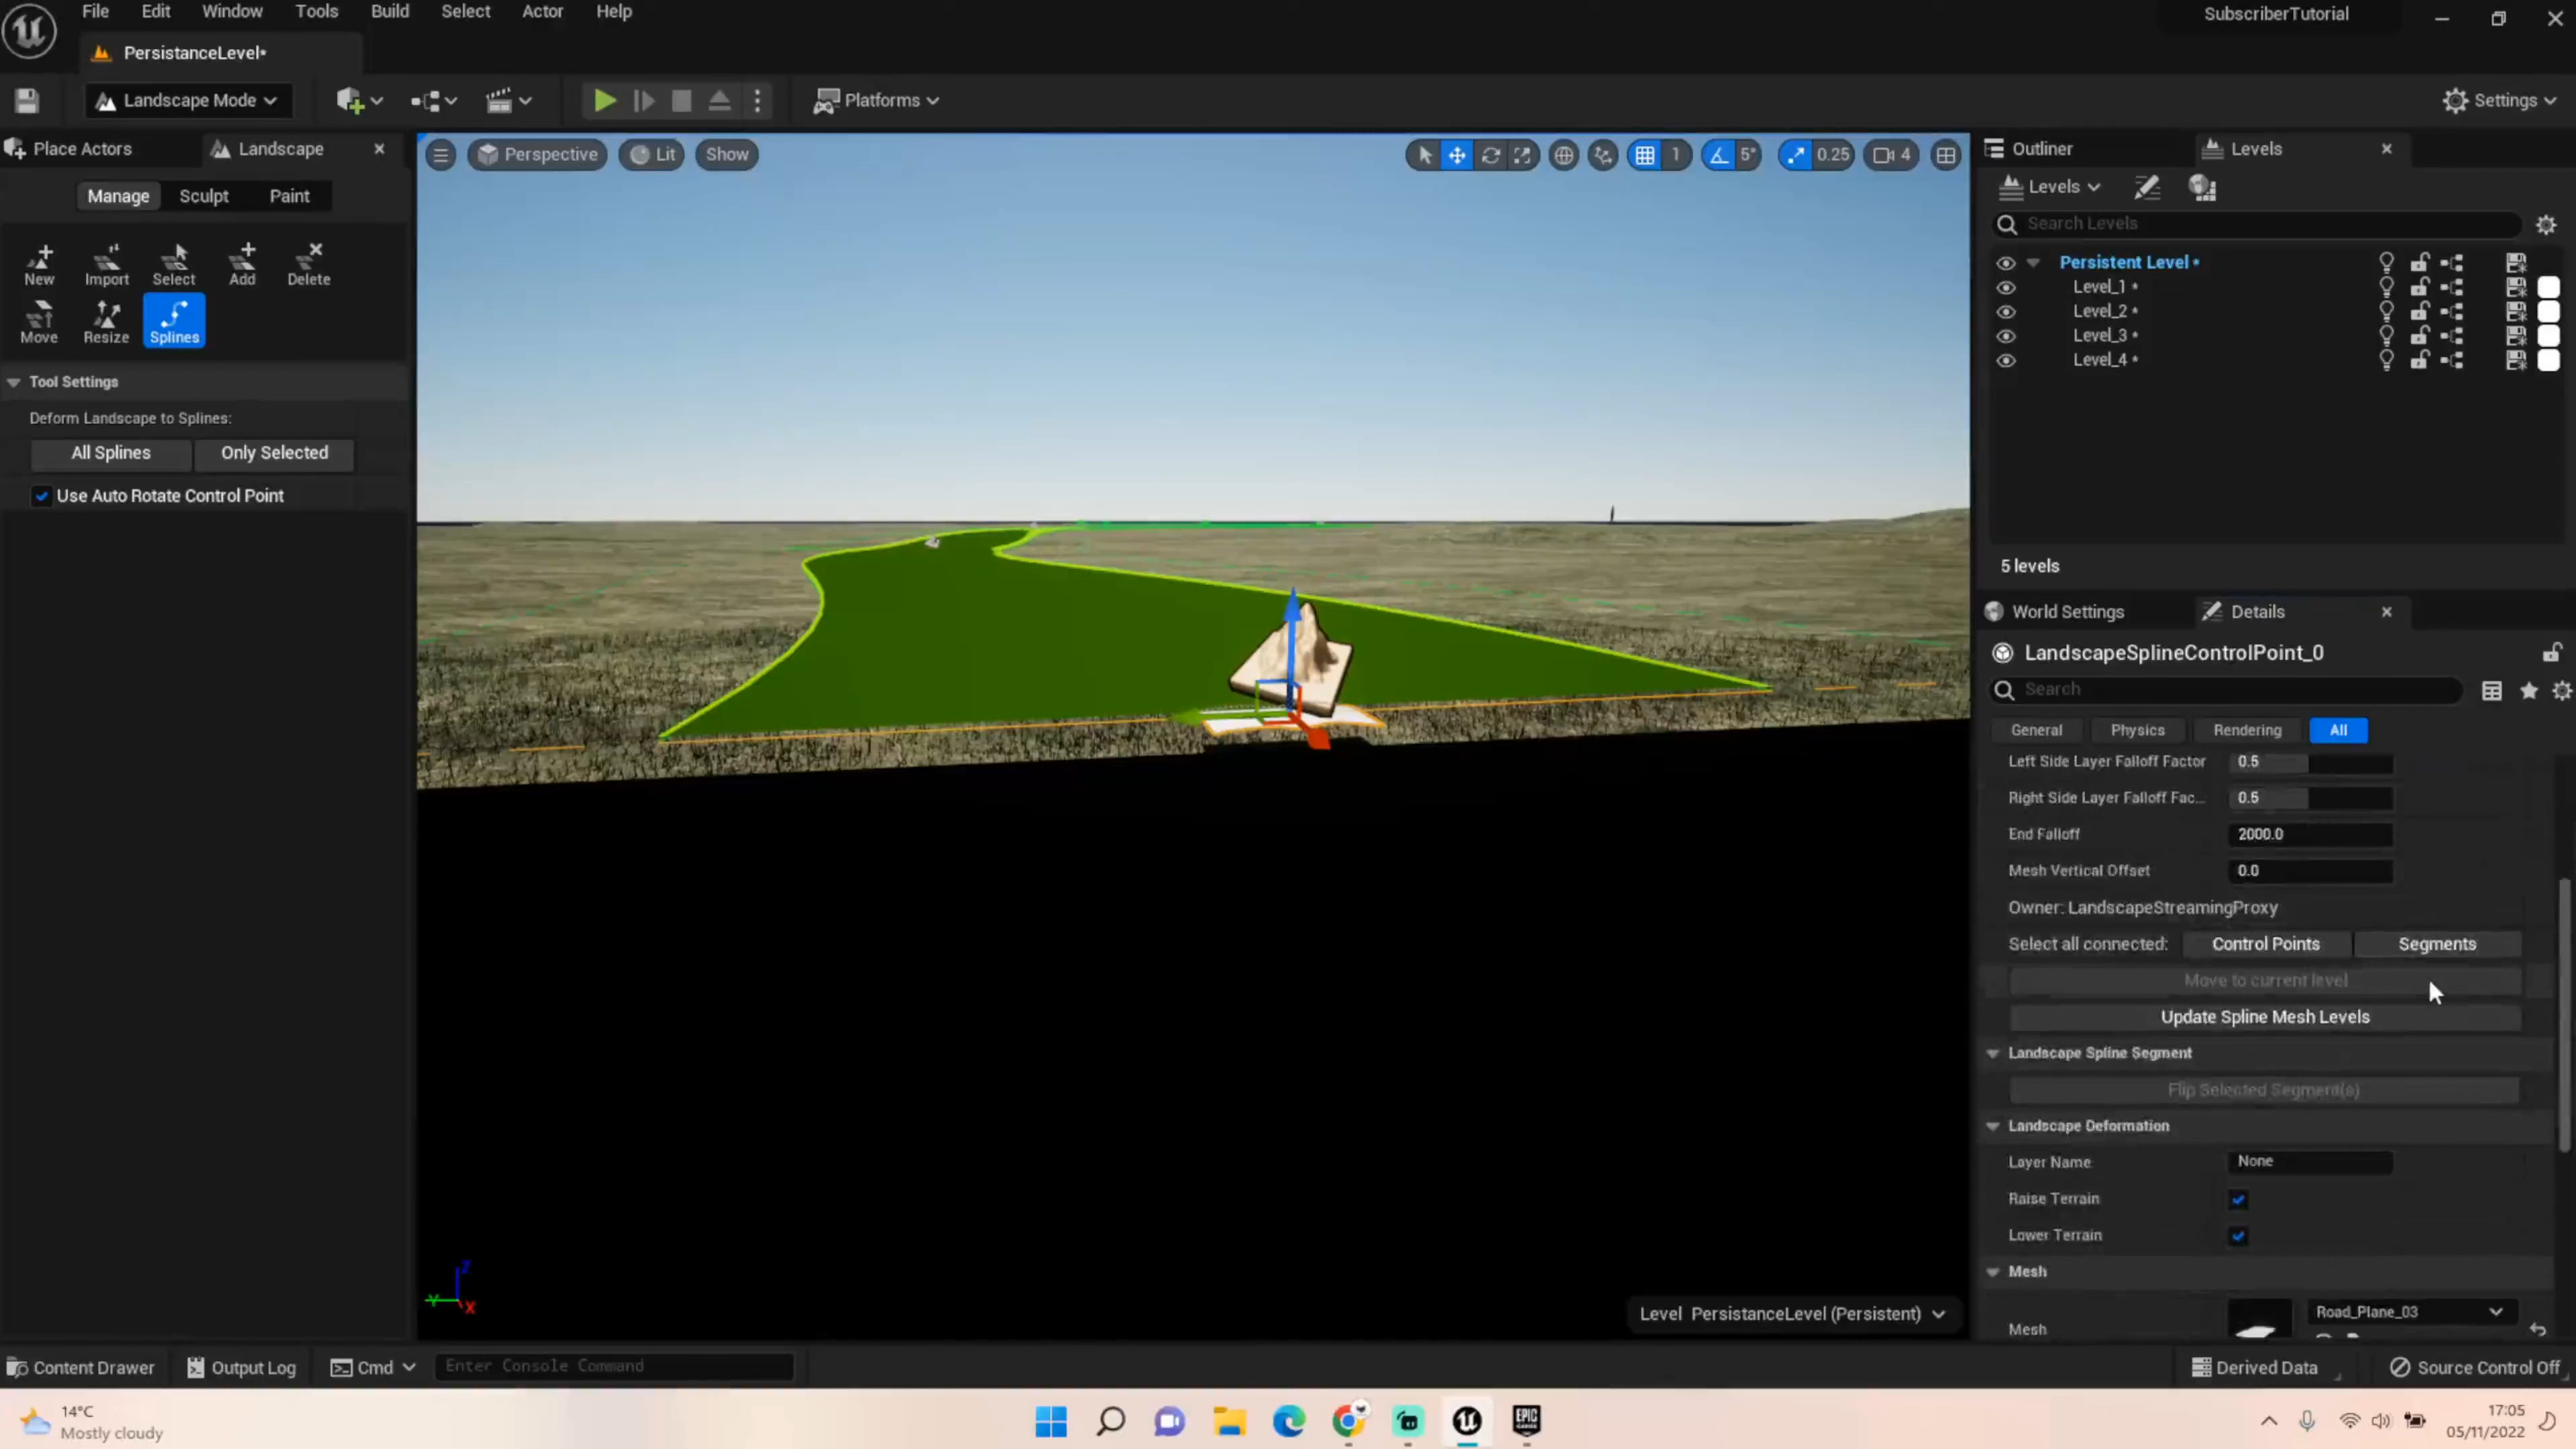 File Edit Window Tools Build Select Actor Help
SubscriberTutorial
PersistanceLevel*
Landscape Mode
Platforms
Settings
Place Actors
Landscape
Manage
Sculpt
Paint
New
Import
Select
Add
Delete
Move
Resize
Splines
Tool Settings
Deform Landscape to Splines:
All Splines
Only Selected
Use Auto Rotate Control Point
Perspective
Lit
Show
1
5°
0.25
4
Z
Y
X
Level PersistanceLevel (Persistent)
Outliner
Levels
Levels
Search Levels
Persistent Level *
Level_1 *
Level_2 *
Level_3 *
Level_4 *
5 levels
World Settings
Details
LandscapeSplineControlPoint_0
Search
General
Physics
Rendering
All
Left Side Layer Falloff Factor 0.5
Right Side Layer Falloff Fac... 0.5
End Falloff 2000.0
Mesh Vertical Offset 0.0
Owner: LandscapeStreamingProxy
Select all connected: Control Points Segments
Move to current level
Update Spline Mesh Levels
Landscape Spline Segment
Flip Selected Segment(s)
Landscape Deformation
Layer Name None
Raise Terrain
Lower Terrain
Mesh
Mesh Road_Plane_03
Content Drawer
Output Log
Cmd
Enter Console Command
Derived Data
Source Control Off
14°C
Mostly cloudy
EPIC
GAMES
17:05
05/11/2022